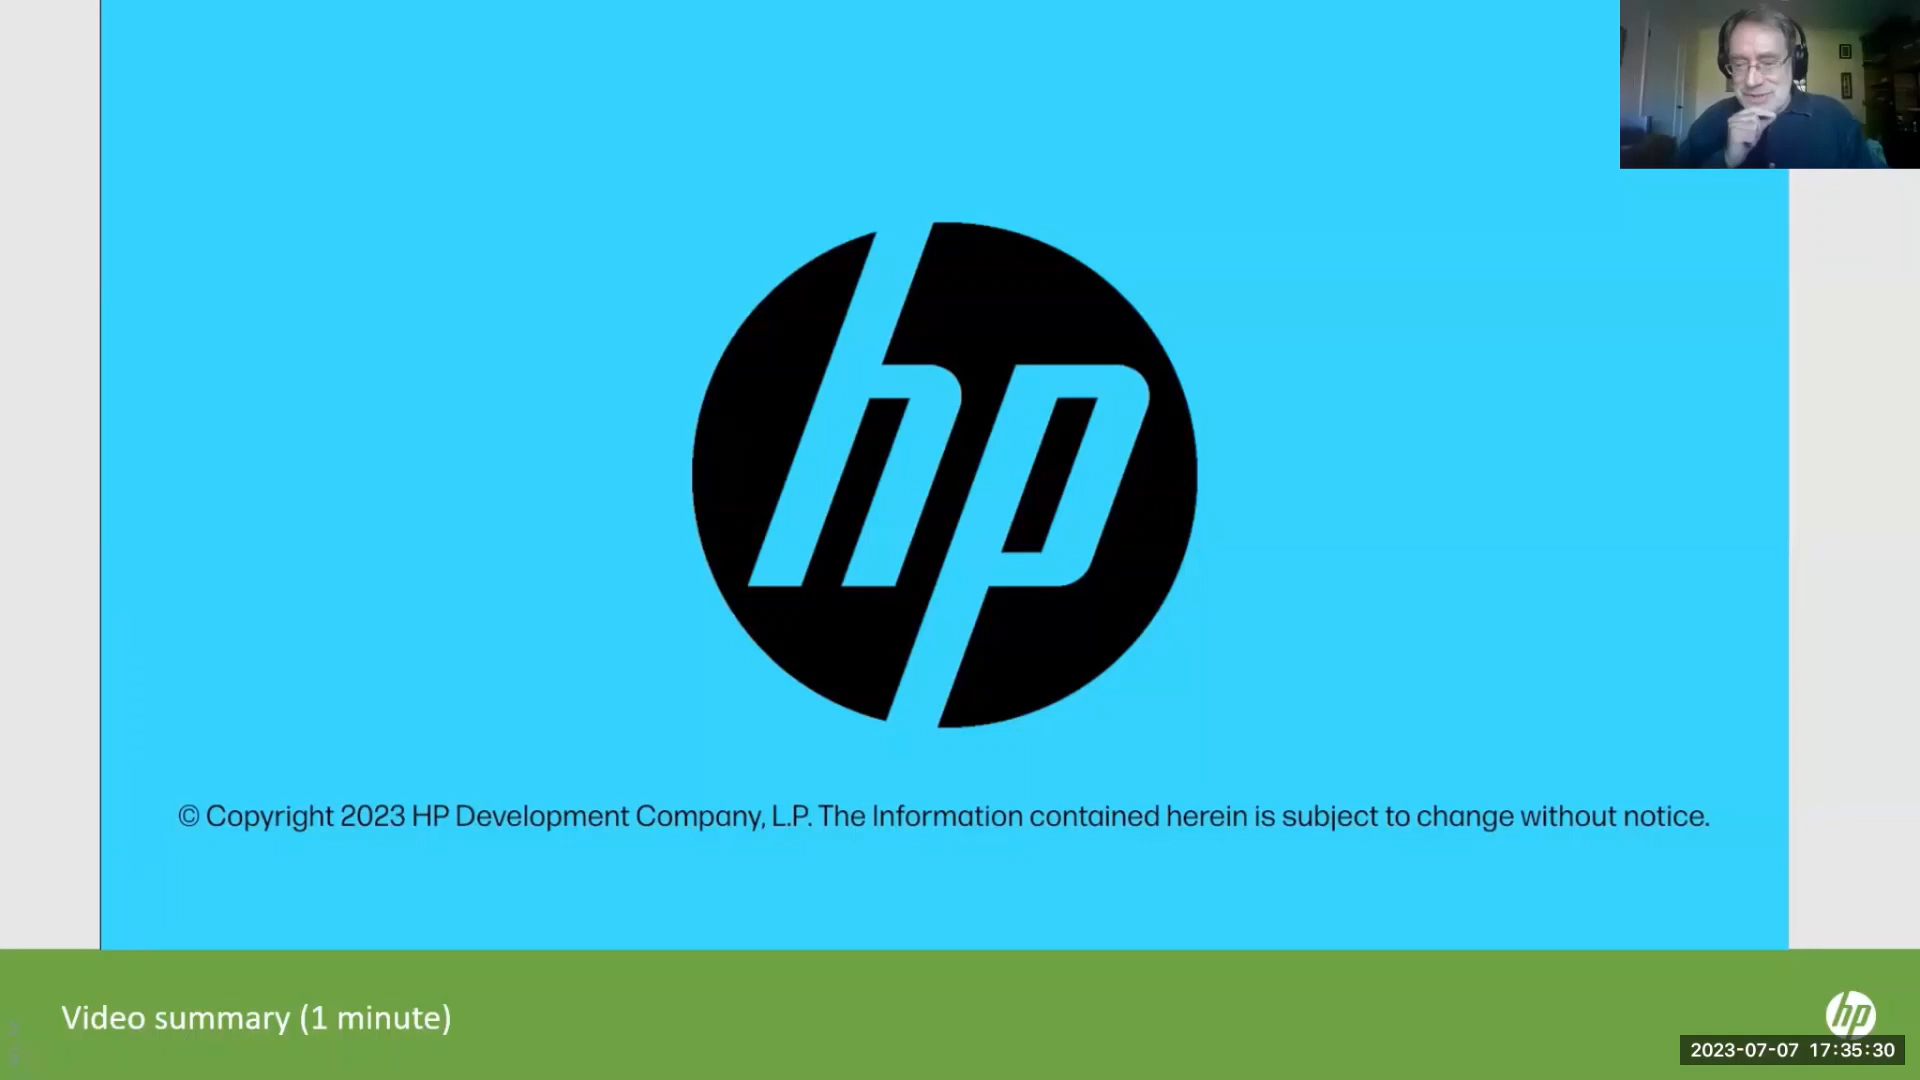 hp
© Copyright 2023 HP Development Company, L.P. The Information contained herein is subject to change without notice.
Video summary (1 minute)
hp
2023-07-07 17:35:30